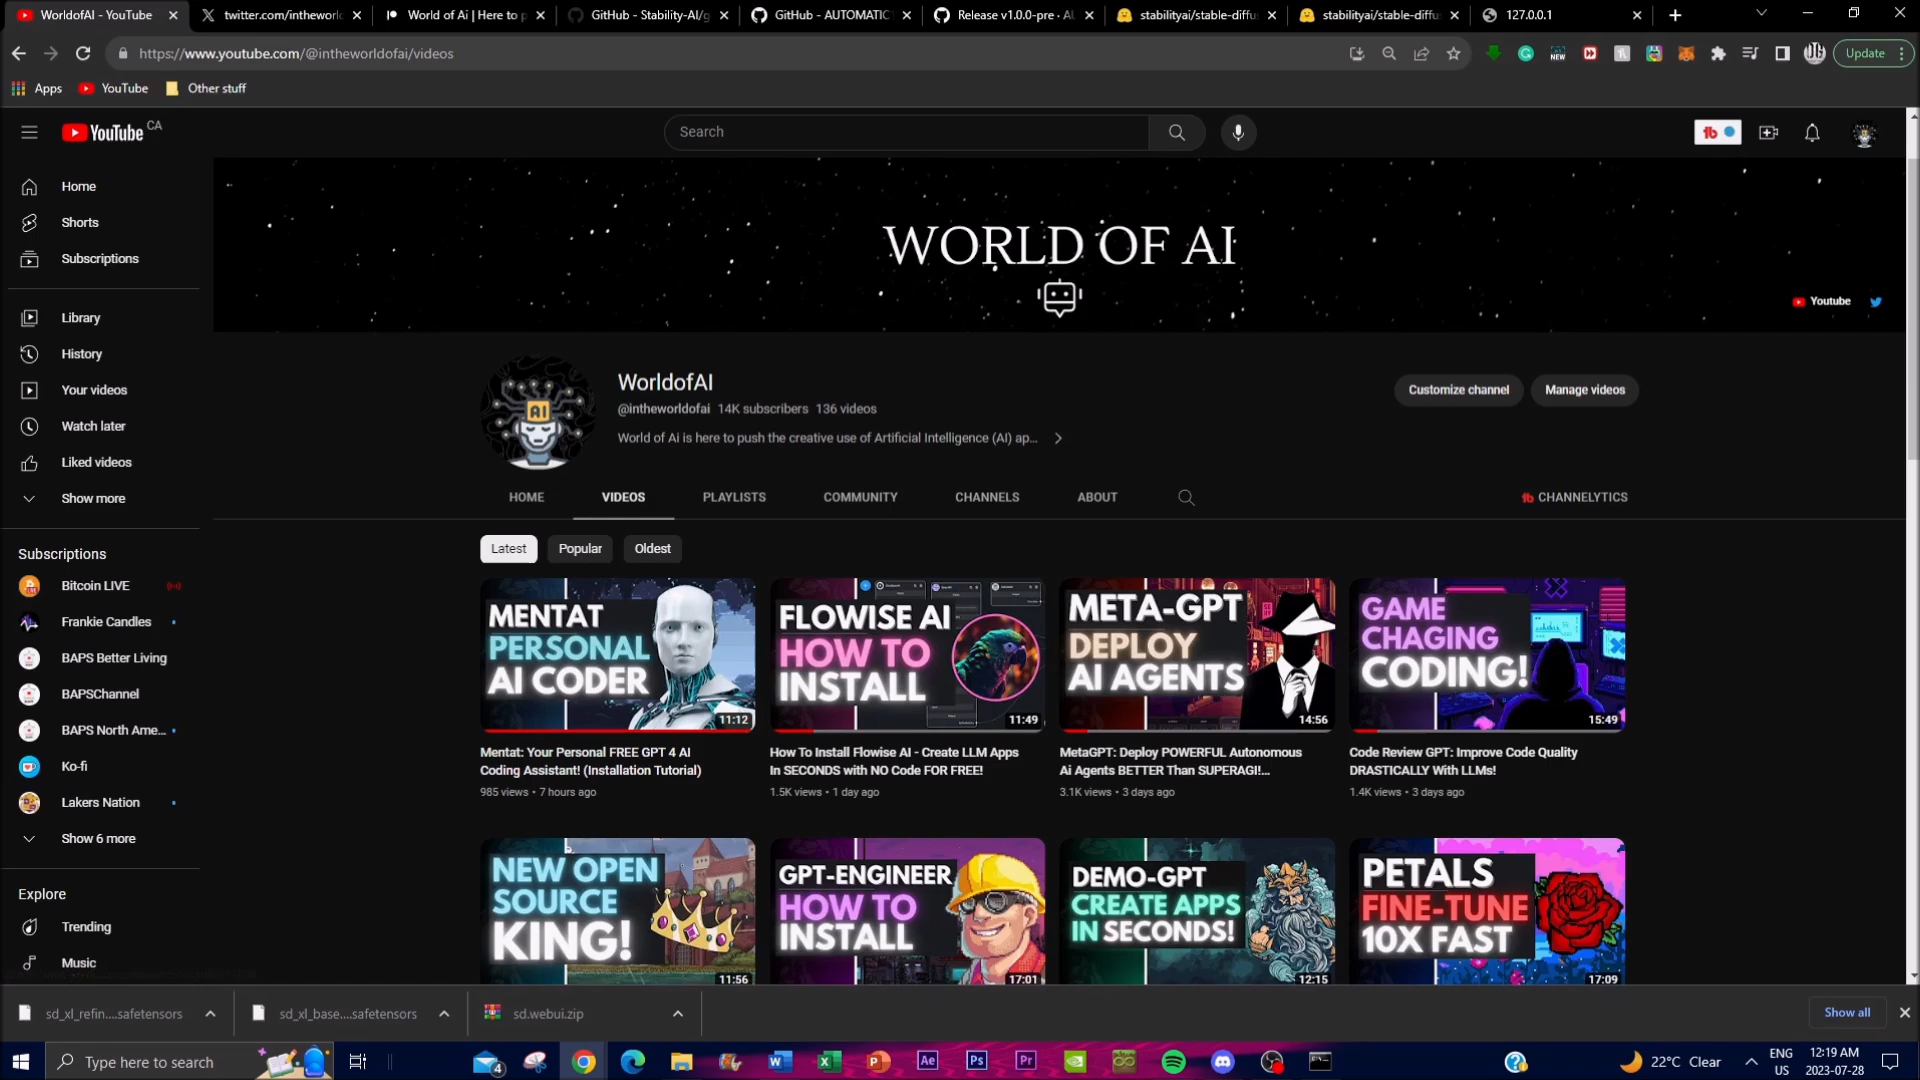 WorldofAI - YouTube
twitter.com/intheworl
World of Ai | Here to p
GitHub - Stability-AI/g
GitHub - AUTOMATIC1
Release v1.0.0-pre · AU
stabilityai/stable-diffu
stabilityai/stable-diffu
127.0.0.1
https://www.youtube.com/@intheworldofai/videos
NEW
Update
Apps
YouTube
Other stuff
YouTube CA
Search
tb
Home
Shorts
Subscriptions
Library
History
Your videos
Watch later
Liked videos
Show more
Subscriptions
Bitcoin LIVE
Frankie Candles
BAPS Better Living
BAPSChannel
BAPS North Ame...
Ko-fi
Lakers Nation
Show 6 more
Explore
Trending
Music
WORLD OF AI
Youtube
AI
WorldofAI
@intheworldofai 14K subscribers 136 videos
World of Ai is here to push the creative use of Artificial Intelligence (AI) ap...
Customize channel
Manage videos
HOME
VIDEOS
PLAYLISTS
COMMUNITY
CHANNELS
ABOUT
tb CHANNELYTICS
Latest
Popular
Oldest
MENTAT
PERSONAL
AI CODER
11:12
Mentat: Your Personal FREE GPT 4 AI
Coding Assistant! (Installation Tutorial)
985 views • 7 hours ago
FLOWISE AI
HOW TO
INSTALL
11:49
How To Install Flowise AI - Create LLM Apps
In SECONDS with NO Code FOR FREE!
1.5K views • 1 day ago
META-GPT
DEPLOY
AI AGENTS
14:56
MetaGPT: Deploy POWERFUL Autonomous
Ai Agents BETTER Than SUPERAGI!...
3.1K views • 3 days ago
GAME
CHAGING
CODING!
15:49
Code Review GPT: Improve Code Quality
DRASTICALLY With LLMs!
1.4K views • 3 days ago
NEW OPEN
SOURCE
KING!
11:56
GPT-ENGINEER
HOW TO
INSTALL
17:01
DEMO-GPT
CREATE APPS
IN SECONDS!
12:15
PETALS
FINE-TUNE
10X FAST
17:09
sd_xl_refin....safetensors
sd_xl_base....safetensors
sd.webui.zip
Show all
Type here to search
4
Ae
Ps
Pr
22°C Clear
ENG
US
12:19 AM
2023-07-28